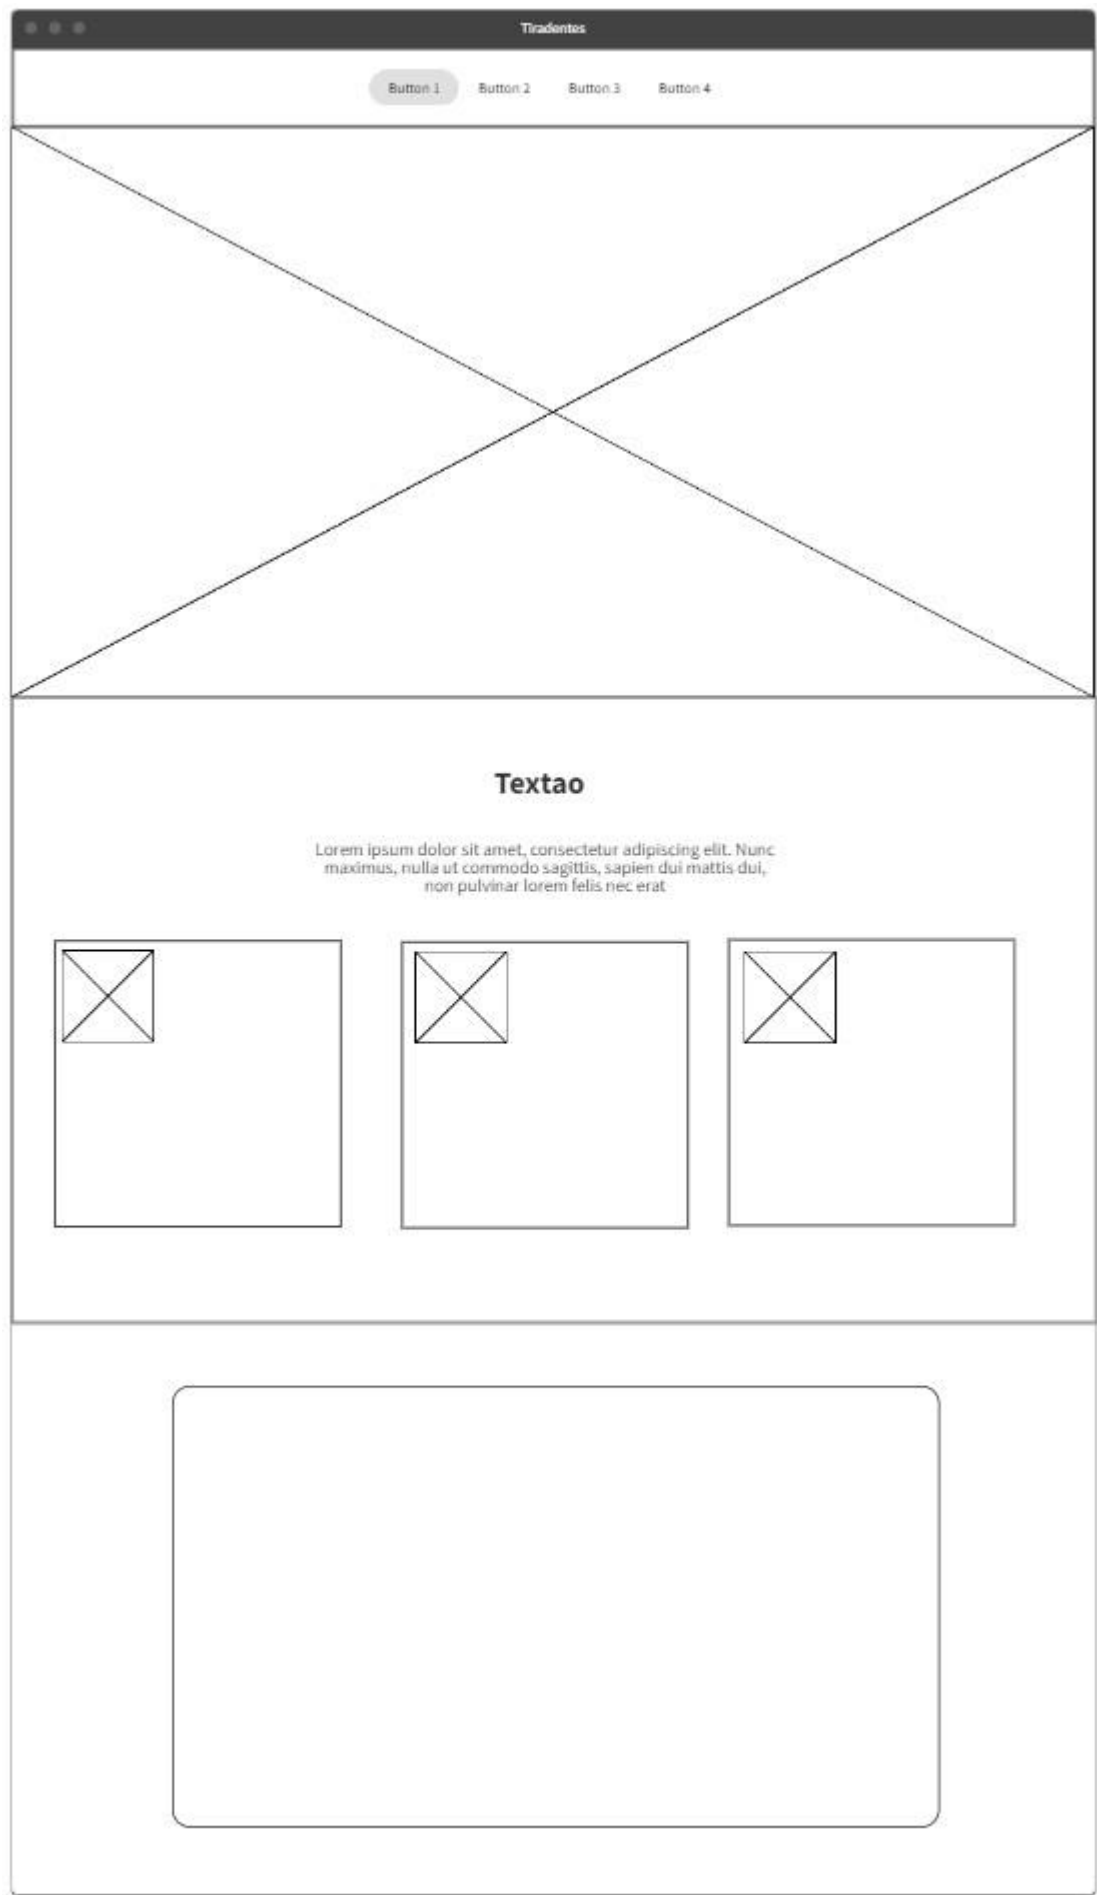 Tiradentes
Button 1 Button 2 Button 3 Button 4
Textao
Lorem ipsum dolor sit amet, consectetur adipiscing elit. Nunc
maximus, nulla ut commodo sagittis, sapien dui mattis dui,
non pulvinar lorem felis nec erat